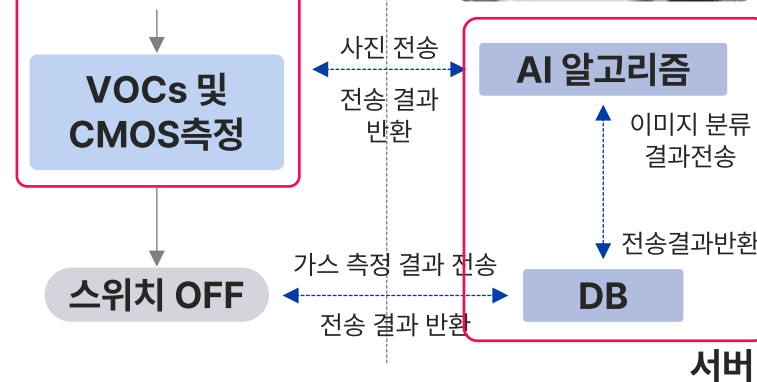 VOCs 및
CMOS측정
사진 전송
전송 결과
반환
AI 알고리즘
이미지 분류
결과전송
전송결과반환
가스 측정 결과 전송
전송 결과 반환
스위치 OFF
DB
서버